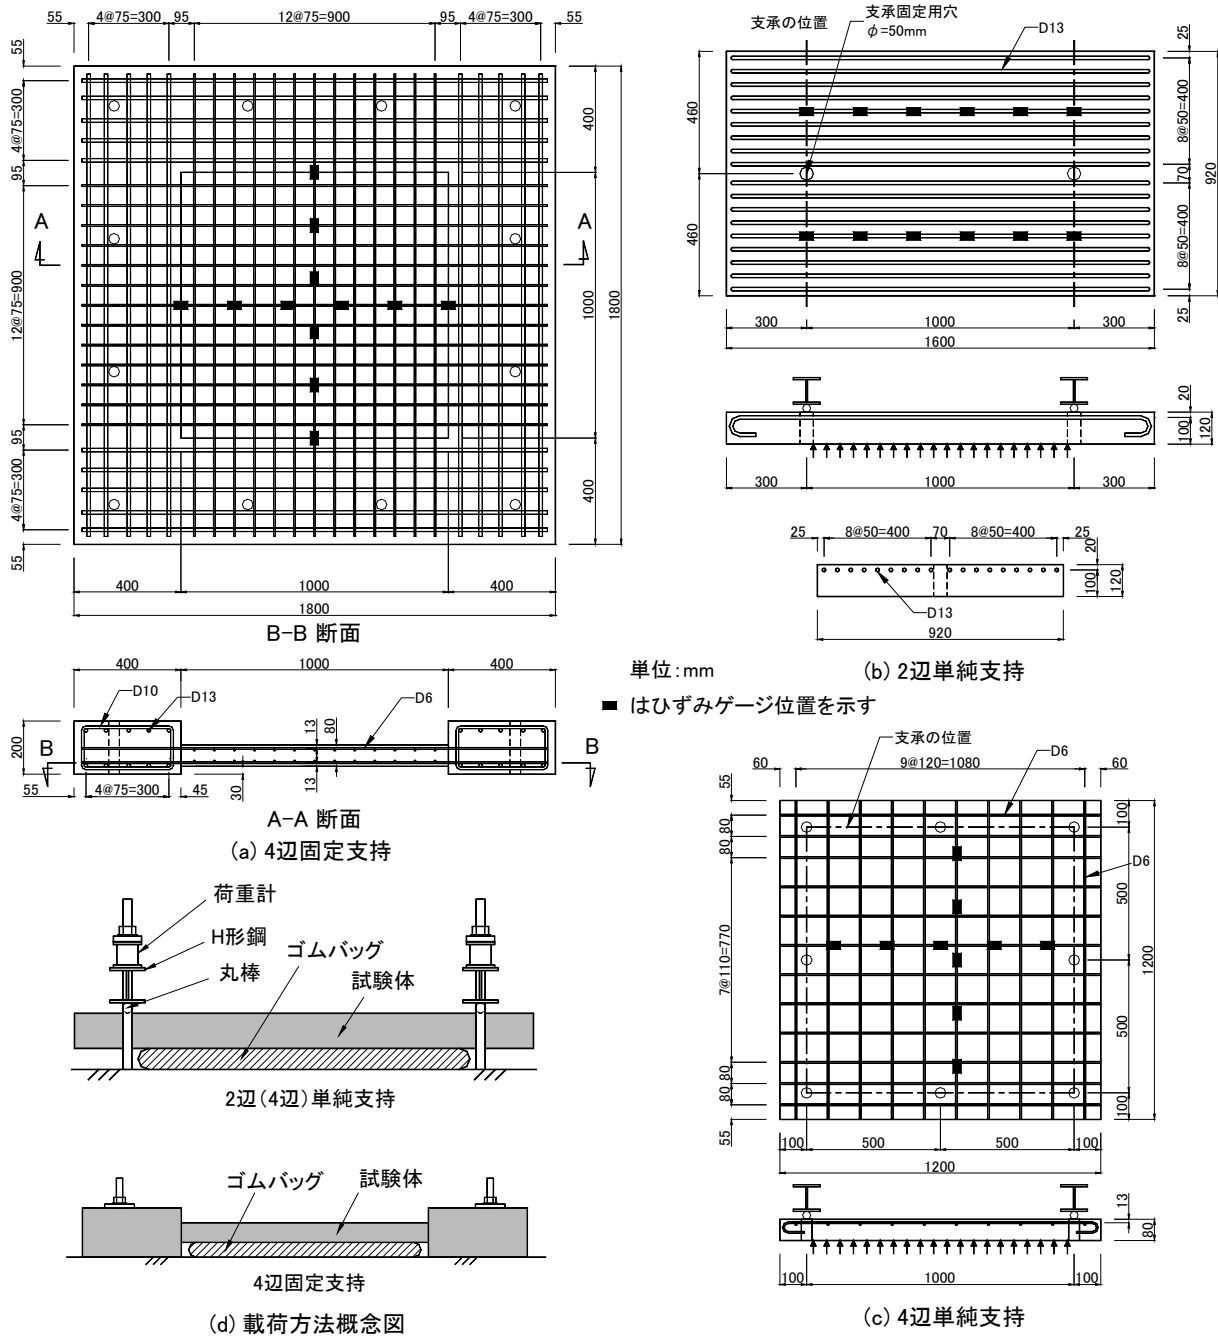 55
4@75=300
95
12@75=900
95
4@75=300
55
55
4@75=300
95
12@75=900
95
4@75=300
55
A
A
400
1000
400
1800
400
1000
400
1800
B-B 断面
400
1000
400
D10
D13
D6
13
80
200
B
B
55
4@75=300
45
30
13
A-A 断面
(a) 4辺固定支持
支承の位置
支承固定用穴
φ=50mm
D13
460
460
25
8@50=400
70
8@50=400
25
920
300
1000
300
1600
20
100
120
300
1000
300
25
8@50=400
70
8@50=400
25
20
100
120
D13
920
単位:mm
(b) 2辺単純支持
■ はひずみゲージ位置を示す
支承の位置
D6
60
9@120=1080
60
55
80
80
7@110=770
80
80
55
D6
100
500
500
100
1200
100
500
500
100
1200
13
80
100
1000
100
(c) 4辺単純支持
荷重計
H形鋼
丸棒
ゴムバッグ
試験体
2辺(4辺)単純支持
ゴムバッグ
試験体
4辺固定支持
(d) 載荷方法概念図